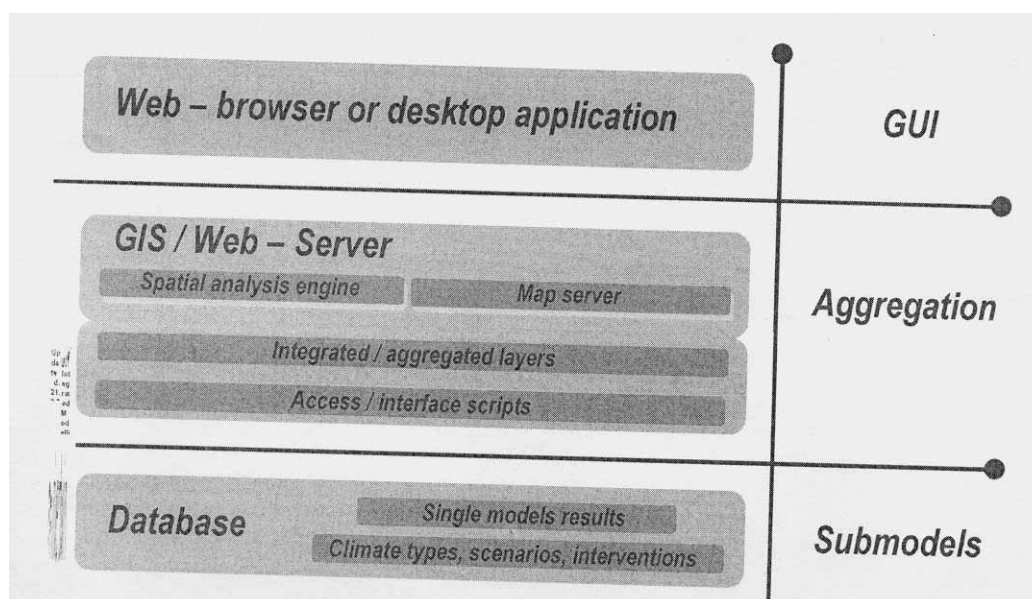 Web – browser or desktop application
GUI
GIS / Web – Server
Spatial analysis engine
Map server
Aggregation
Integrated / aggregated layers
Access / interface scripts
Database
Single models results
Climate types, scenarios, interventions
Submodels